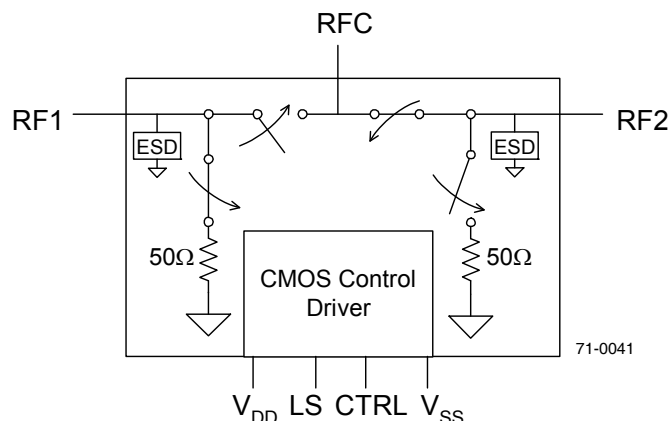 RFC
RF1
RF2
ESD
ESD
50Ω
50Ω
CMOS Control
Driver
71-0041
VDD LS CTRL VSS